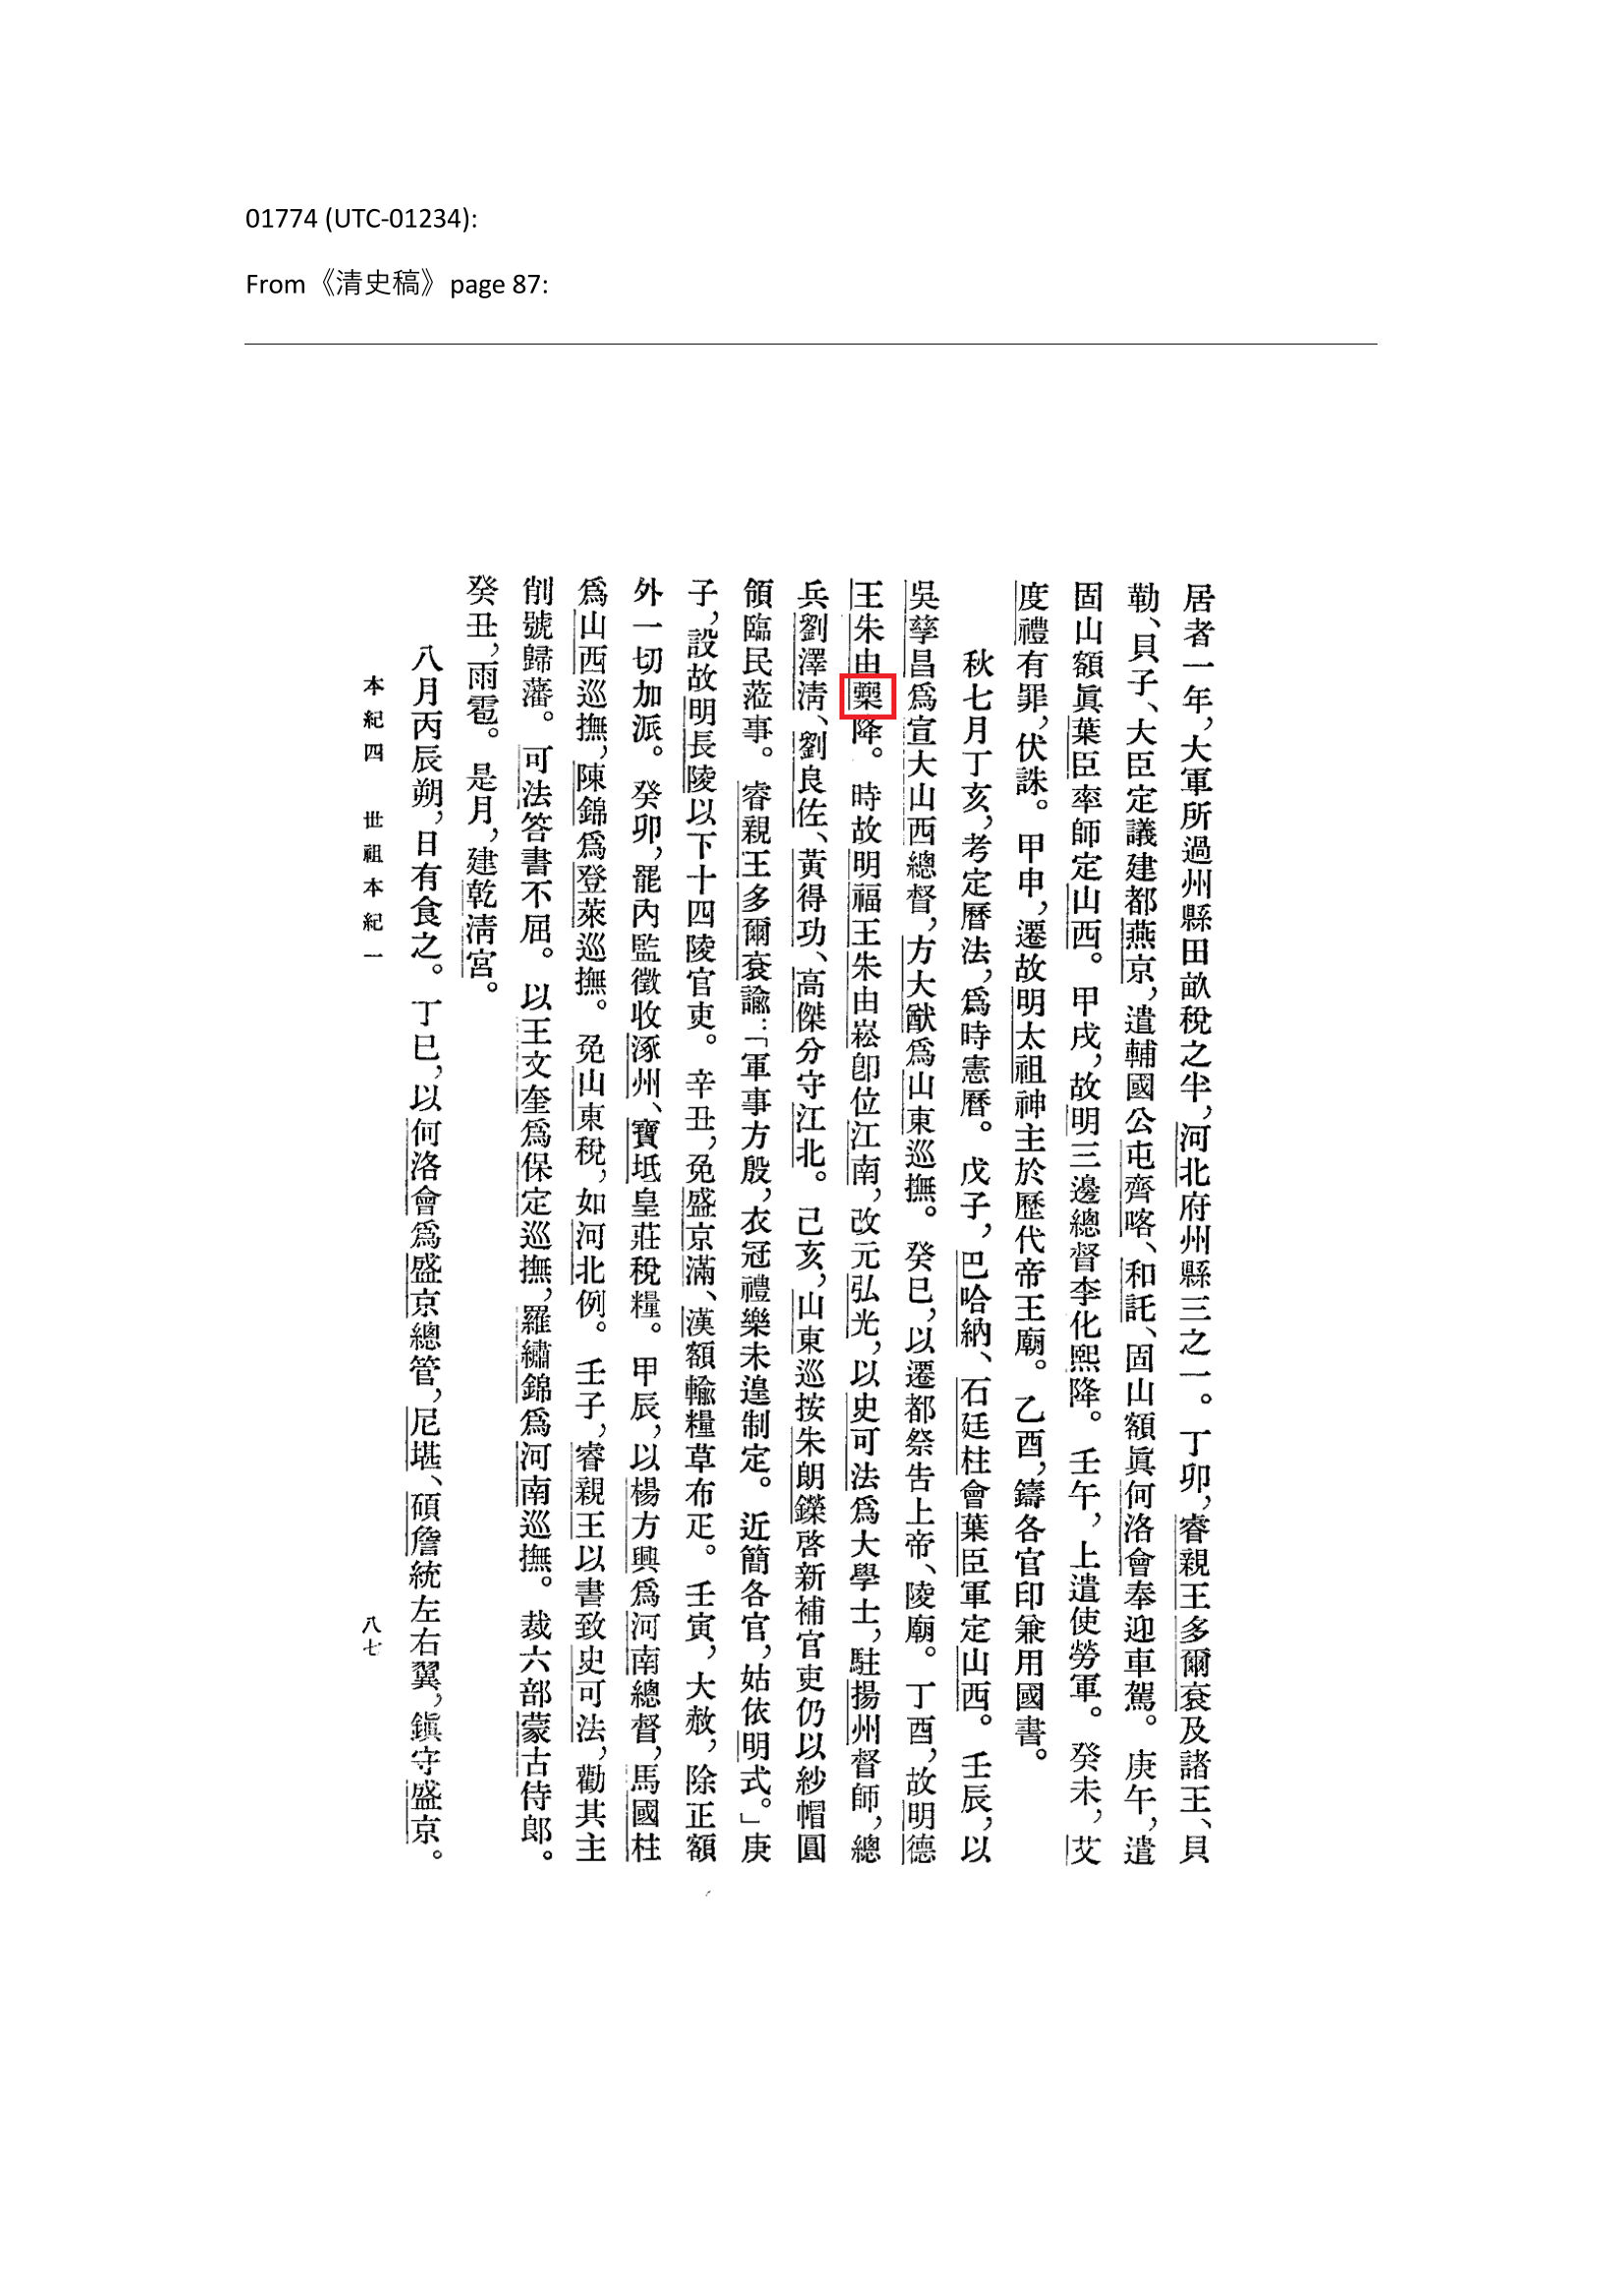 01774 (UTC-01234):
From《清史稿》page 87:
居者一年，大軍所過州縣田畝稅之半，河北府州縣三之一。丁卯，睿親王多爾袞及諸王、貝
勒、貝子、大臣定議建都燕京，遣輔國公屯齊喀、和託、固山額眞何洛會奉迎車駕。庚午，遣
固山額眞葉臣率師定山西。甲戌，故明三邊總督李化熙降。壬午，上遣使勞軍。癸未，艾
度禮有罪，伏誅。甲申，遷故明太祖神主於歷代帝王廟。乙酉，鑄各官印兼用國書。
秋七月丁亥，考定曆法，爲時憲曆。戊子，巴哈納、石廷柱會葉臣軍定山西。壬辰，以
吳孳昌爲宣大山西總督，方大猷爲山東巡撫。癸巳，以遷都祭告上帝、陵廟。丁酉，故明德
王朱由降。時故明福王朱由崧卽位江南，改元弘光，以史可法爲大學士，駐揚州督師，總
兵劉澤淸、劉良佐、黃得功、高傑分守江北。己亥，山東巡按朱朗鑅啓新補官吏仍以紗帽圓
領臨民蒞事。睿親王多爾袞諭：「軍事方殷，衣冠禮樂未遑制定。近簡各官，姑依明式。」庚
子，設故明長陵以下十四陵官吏。辛丑，免盛京滿、漢額輸糧草布疋。壬寅，大赦，除正額
外一切加派。癸卯，罷內監徵收涿州、寶坻皇莊稅糧。甲辰，以楊方興爲河南總督，馬國柱
爲山西巡撫，陳錦爲登萊巡撫。免山東稅，如河北例。壬子，睿親王以書致史可法，勸其主
削號歸藩。可法答書不屈。以王文奎爲保定巡撫，羅繡錦爲河南巡撫。裁六部蒙古侍郎。
癸丑，雨雹。是月，建乾淸宮。
八月丙辰朔，日有食之。丁巳，以何洛會爲盛京總管，尼堪、碩詹統左右翼，鎭守盛京。
本紀四　世祖本紀一
八七